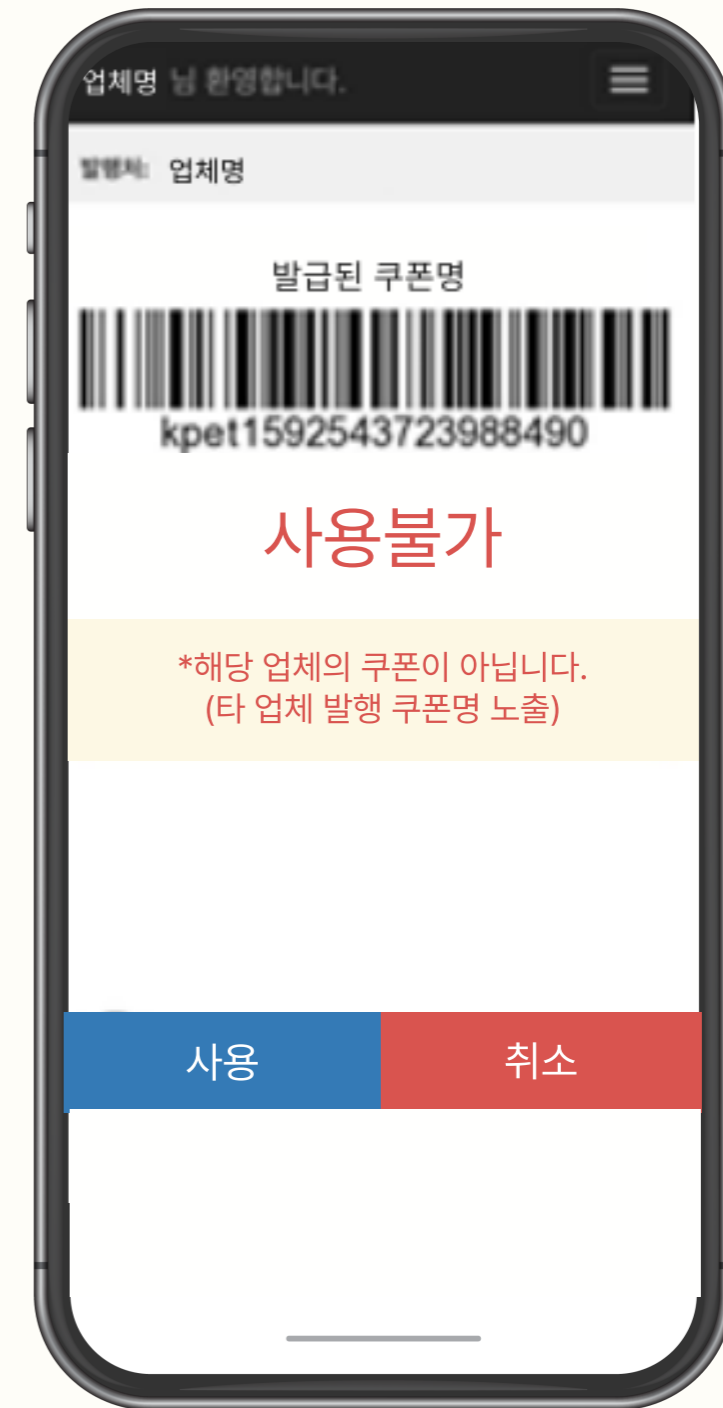 업체명 님 환영합니다.
발행처: 업체명
발급된 쿠폰명
kpet1592543723988490
사용불가
*해당 업체의 쿠폰이 아닙니다.
(타 업체 발행 쿠폰명 노출)
사용 취소